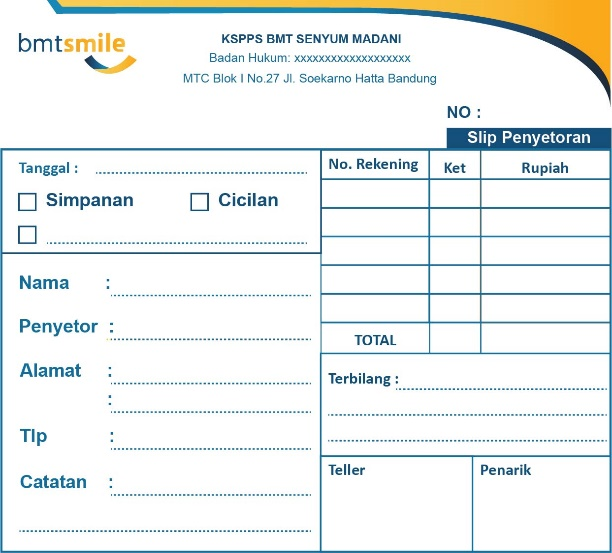 bmtsmile
KSPPS BMT SENYUM MADANI
Badan Hukum: xxxxxxxxxxxxxxxxxxx
MTC Blok I No.27 Jl. Soekarno Hatta Bandung
NO :
Slip Penyetoran
Tanggal :
Simpanan
Cicilan
No. Rekening
Ket
Rupiah
TOTAL
Nama :
Penyetor :
Alamat :
:
Tlp :
Catatan :
Terbilang :
Teller
Penarik